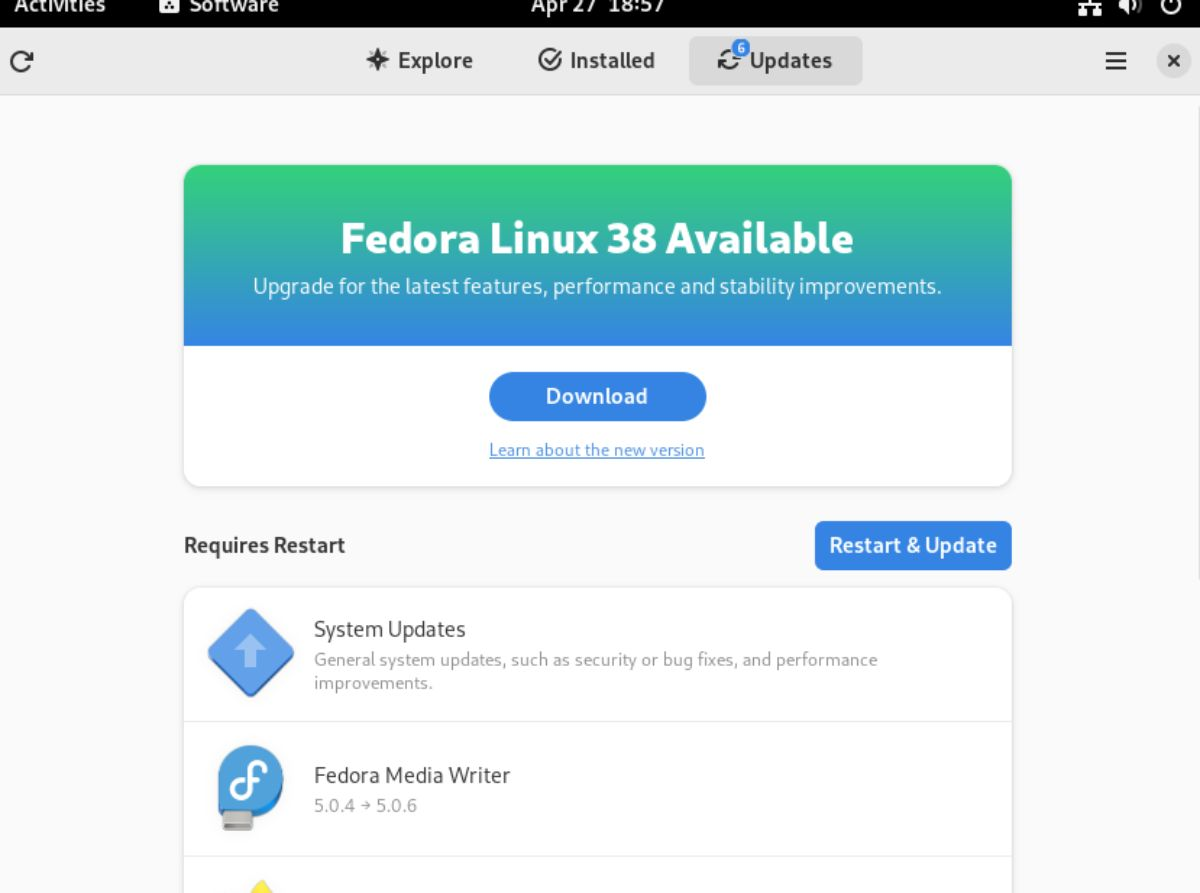 Activities Software Apr 27 18:57
Explore Installed 6 Updates
Fedora Linux 38 Available
Upgrade for the latest features, performance and stability improvements.
Download
Learn about the new version
Requires Restart Restart & Update
System Updates
General system updates, such as security or bug fixes, and performance
improvements.
Fedora Media Writer
5.0.4 → 5.0.6